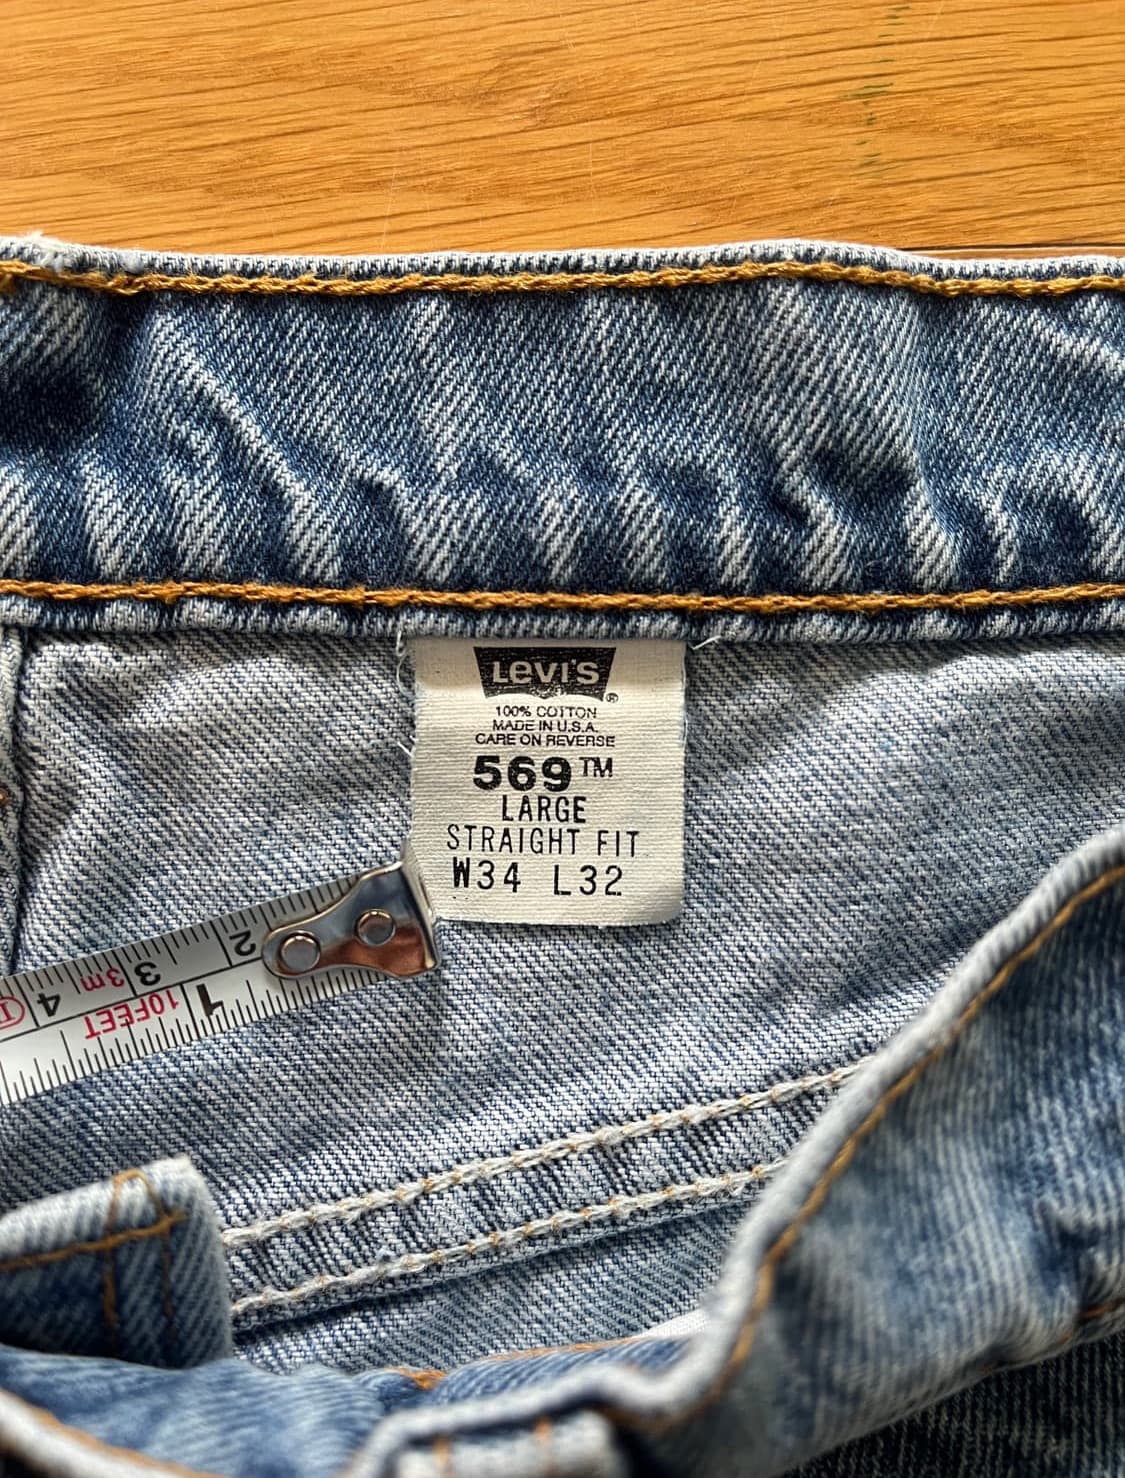 LEVI'S®
100% COTTON
MADE IN U.S.A.
CARE ON REVERSE
569™
LARGE
STRAIGHT FIT
W34 L32
2
3
3m
4
1
10FEET